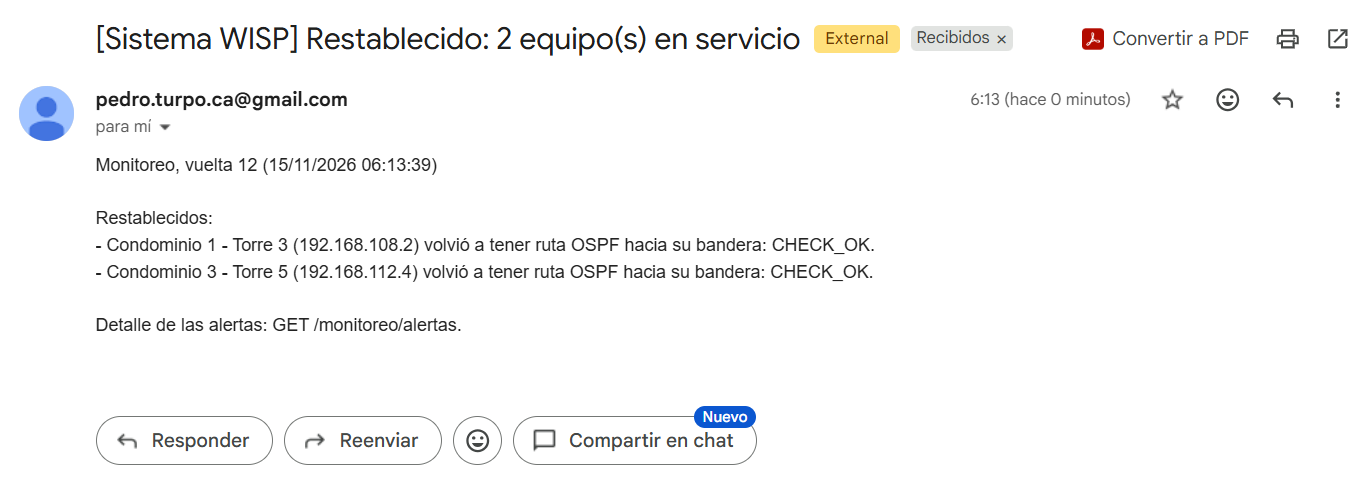 [Sistema WISP] Restablecido: 2 equipo(s) en servicio External Recibidos × Convertir a PDF
pedro.turpo.ca@gmail.com 6:13 (hace 0 minutos)
para mí
Monitoreo, vuelta 12 (15/11/2026 06:13:39)
Restablecidos:
- Condominio 1 - Torre 3 (192.168.108.2) volvió a tener ruta OSPF hacia su bandera: CHECK_OK.
- Condominio 3 - Torre 5 (192.168.112.4) volvió a tener ruta OSPF hacia su bandera: CHECK_OK.
Detalle de las alertas: GET /monitoreo/alertas.
Nuevo
Responder Reenviar Compartir en chat